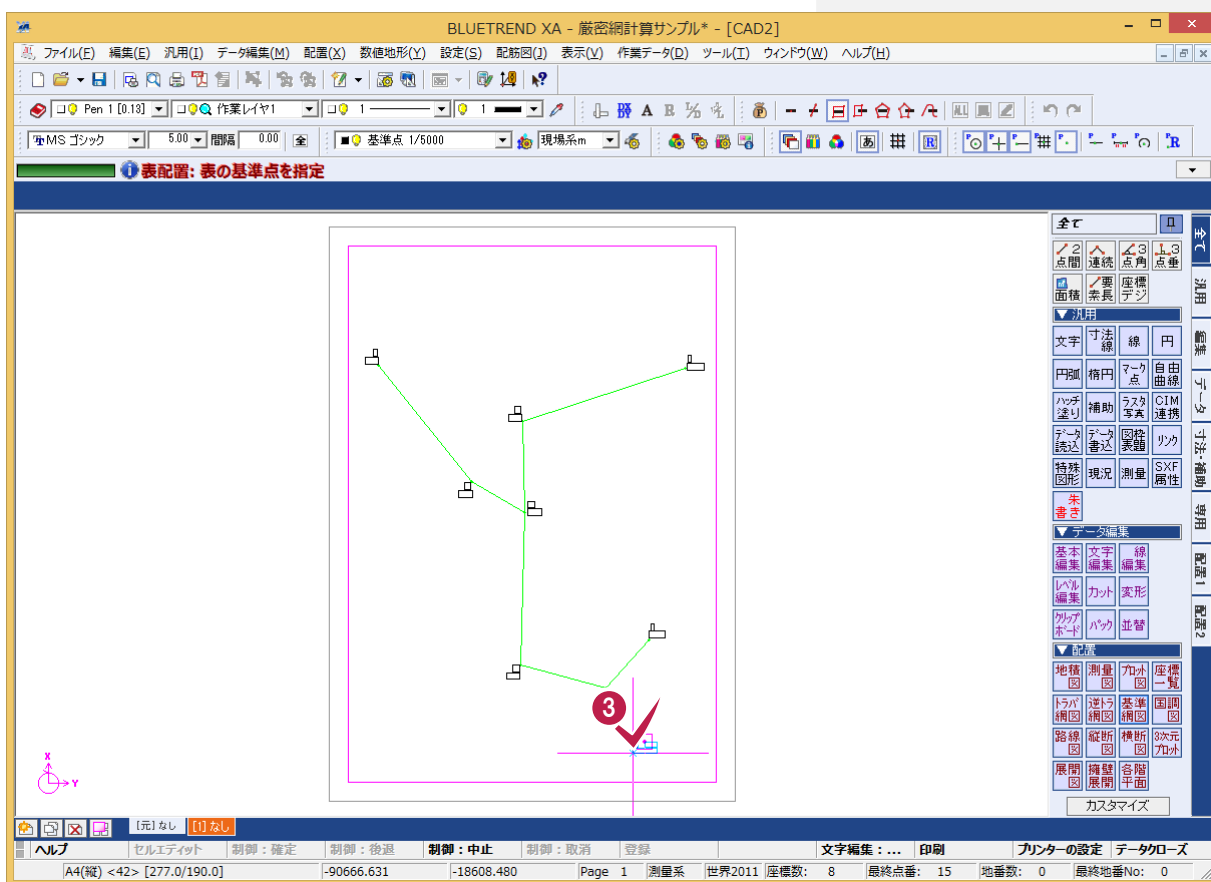 BLUETREND XA - 厳密網計算サンプル* - [CAD2]
ファイル(F) 編集(E) 汎用(I) データ編集(M) 配置(X) 数値地形(Y) 設定(S) 配筋図(J) 表示(V) 作業データ(D) ツール(T) ウィンドウ(W) ヘルプ(H)
Pen 1 [0.13] 作業レイヤ1 1 1
MS ゴシック 5.00 間隔 0.00 全 基準点 1/5000 現場系m
表配置: 表の基準点を指定
全て
2点間 連続 3点角 3点垂
面積 要素長 座標デジ
▼ 汎用
文字 寸法線 線 円
円弧 楕円 マーク点 自由曲線
ハッチ塗り 補助 ラスタ写真 CIM連携
データ読込 データ書込 図枠表題 リンク
特殊図形 現況 測量 SXF属性
朱書き
▼ データ編集
基本編集 文字編集 線編集
レベル編集 カット 変形
クリップボード パック 並替
▼ 配置
地積図 測量図 プロット図 座標一覧
トラバ網図 逆トラ網図 基準網図 国調図
路線図 縦断図 横断図 3次元プロット
展開図 擁壁展開 各階平面
カスタマイズ
全て
汎用
編集
データ
寸法・補助
専用
配置1
配置2
3
X
Y
[元] なし [1] なし
ヘルプ セルエディット 制御：確定 制御：後退 制御：中止 制御：取消 登録 文字編集：... 印刷 プリンターの設定 データクローズ
A4(縦) <42> [277.0/190.0] -90666.631 -18608.480 Page 1 測量系 世界2011 座標数: 8 最終点番: 15 地番数: 0 最終地番No: 0